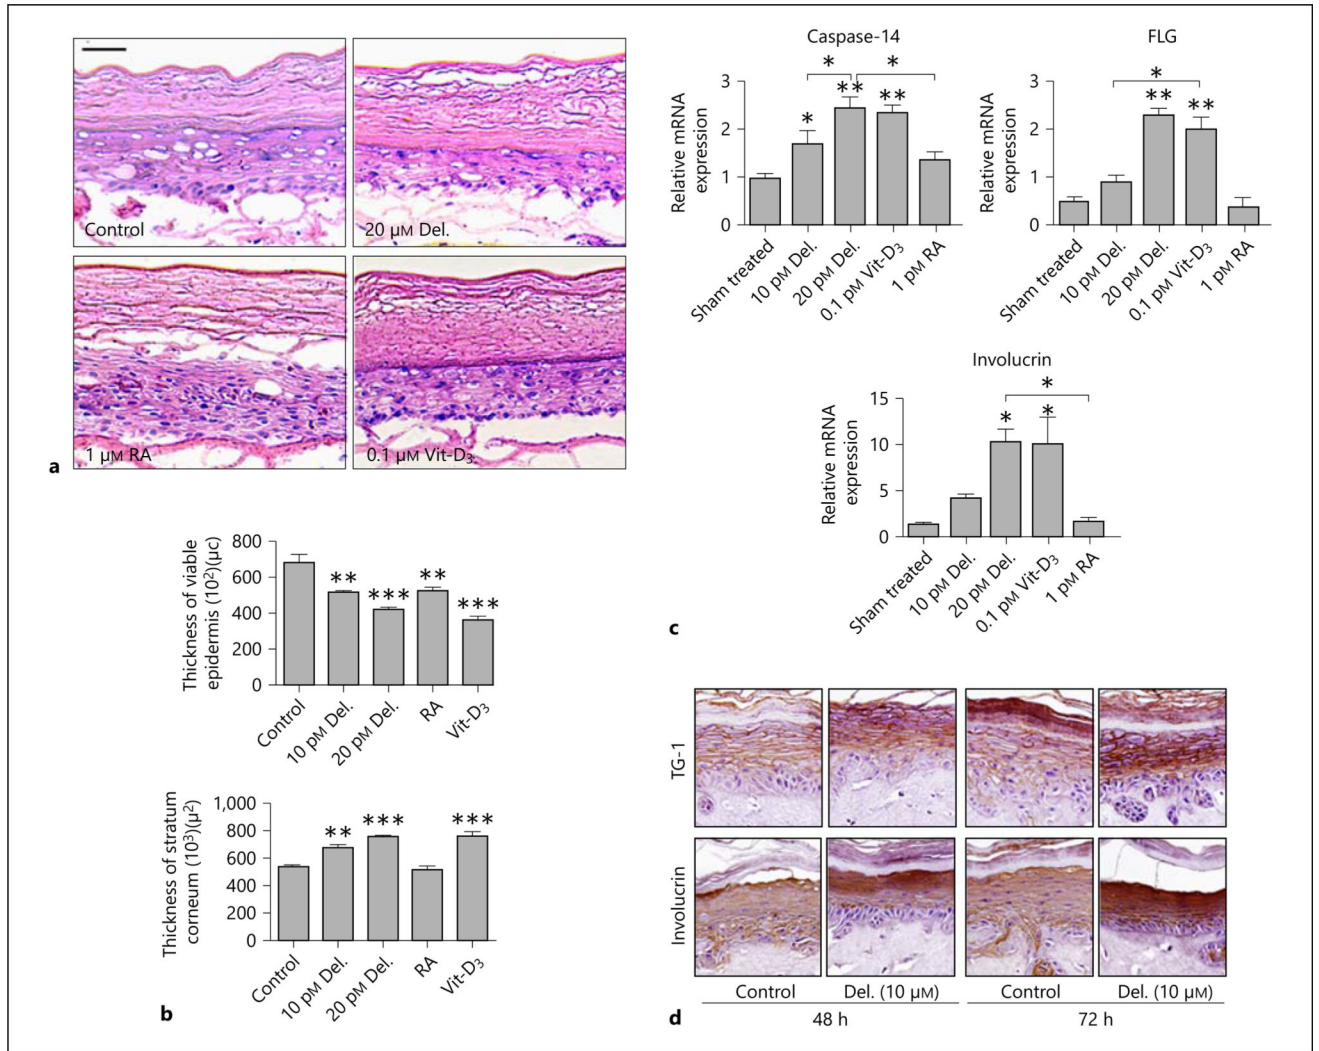 Control
20 µM Del.
1 µM RA
0.1 µM Vit-D3
a
Thickness of viable
epidermis (10²)(µc)
800
600
400
200
0
**
***
**
***
Control
10 pM Del.
20 pM Del.
RA
Vit-D3
Thickness of stratum
corneum (10³)(µ²)
1,000
800
600
400
200
0
**
***
***
Control
10 pM Del.
20 pM Del.
RA
Vit-D3
b
Caspase-14
Relative mRNA
expression
3
2
1
0
* *
* ** **
Sham treated
10 pM Del.
20 pM Del.
0.1 pM Vit-D3
1 pM RA
FLG
Relative mRNA
expression
3
2
1
0
*
** **
Sham treated
10 pM Del.
20 pM Del.
0.1 pM Vit-D3
1 pM RA
Involucrin
Relative mRNA
expression
15
10
5
0
*
* *
Sham treated
10 pM Del.
20 pM Del.
0.1 pM Vit-D3
1 pM RA
c
TG-1
Involucrin
Control
Del. (10 µM)
Control
Del. (10 µM)
48 h
72 h
d